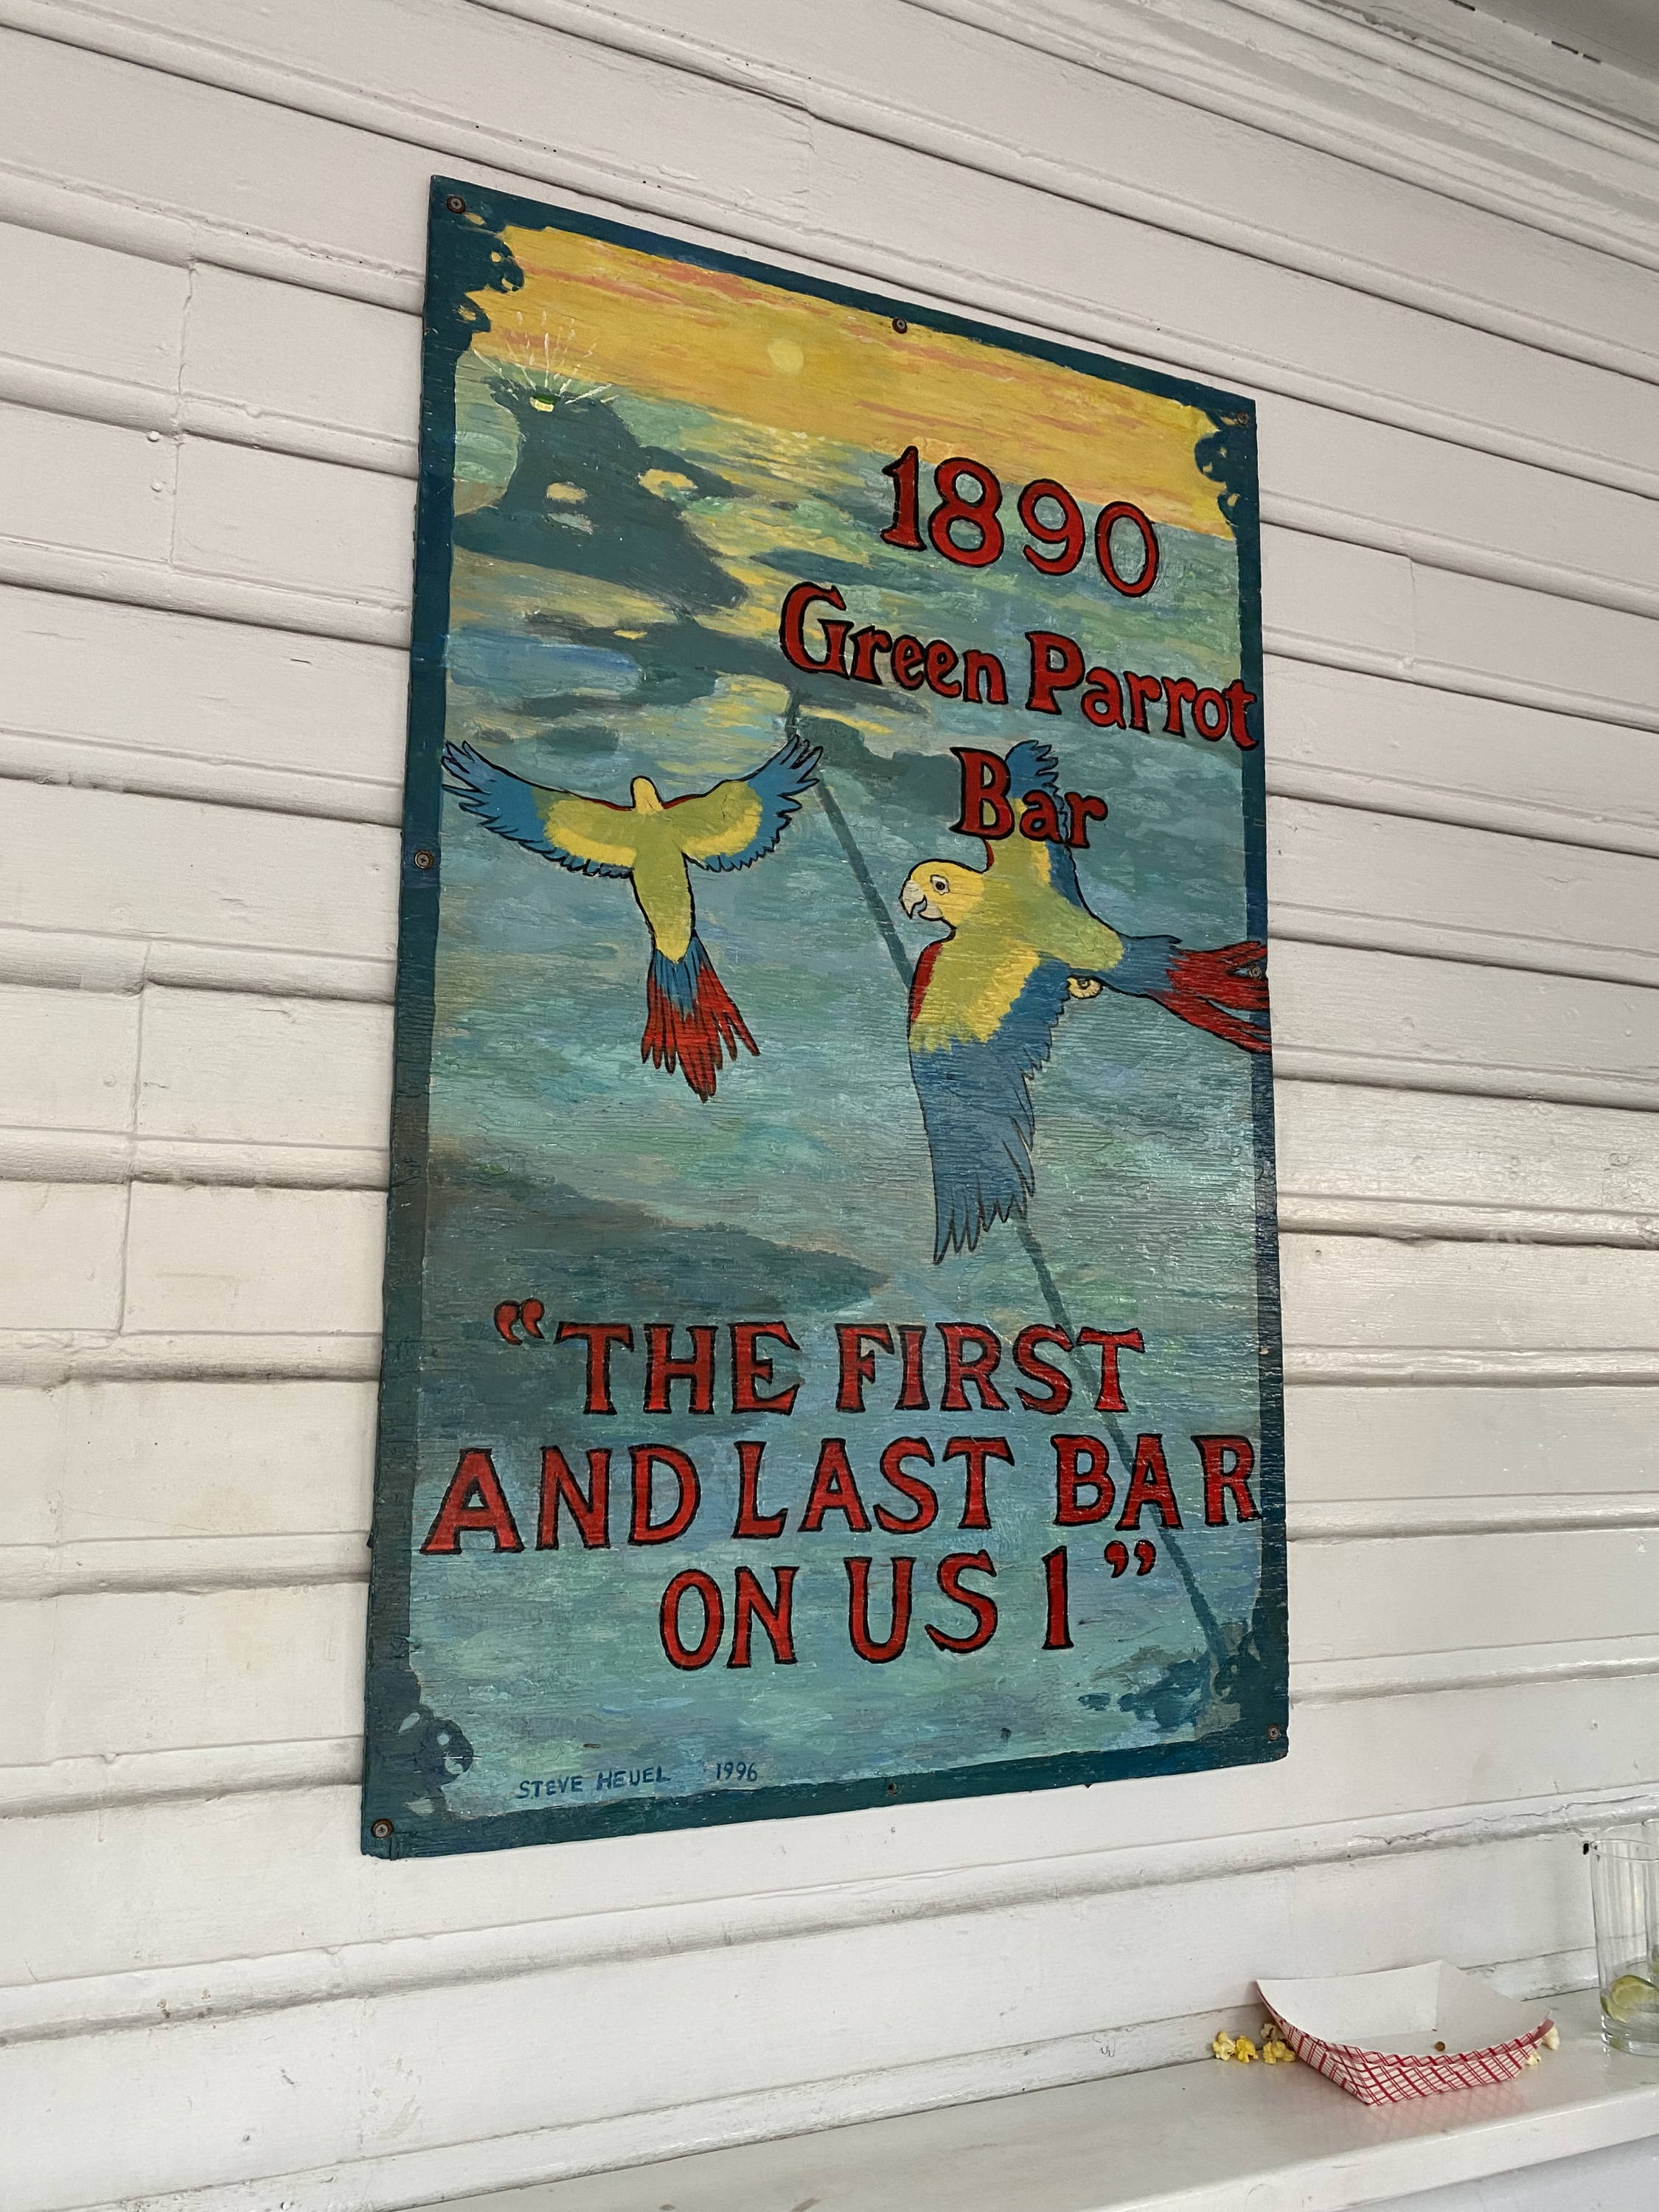 1890
Green Parrot
Bar
“THE FIRST
AND LAST BAR
ON US 1”
STEVE HEUEL 1996